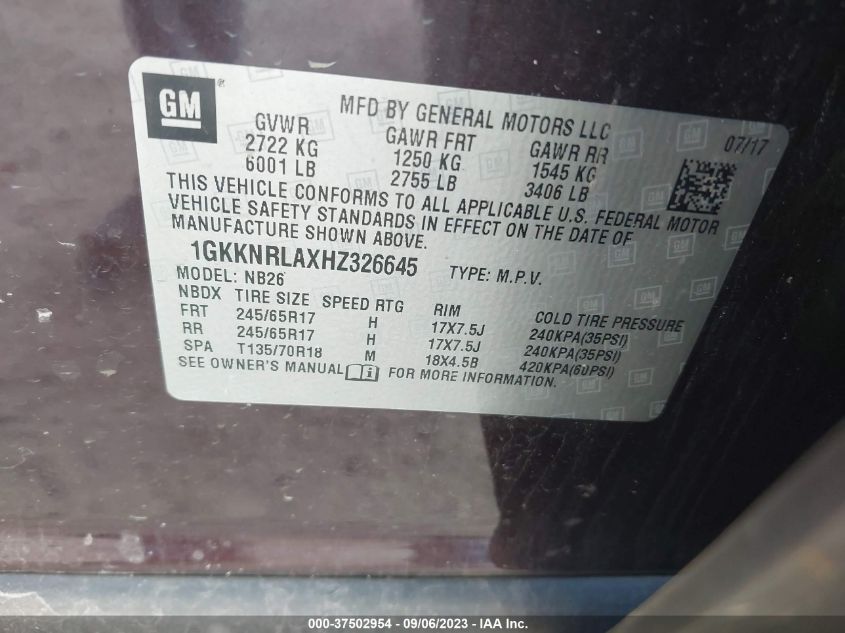 GM
MFD BY GENERAL MOTORS LLC
07/17
GVWR GAWR FRT GAWR RR
2722 KG 1250 KG 1545 KG
6001 LB 2755 LB 3406 LB
THIS VEHICLE CONFORMS TO ALL APPLICABLE U.S. FEDERAL MOTOR
VEHICLE SAFETY STANDARDS IN EFFECT ON THE DATE OF
MANUFACTURE SHOWN ABOVE.
1GKKNRLAXHZ326645 TYPE: M.P.V.
MODEL: NB26
NBDX TIRE SIZE SPEED RTG RIM COLD TIRE PRESSURE
FRT 245/65R17 H 17X7.5J 240KPA(35PSI)
RR 245/65R17 H 17X7.5J 240KPA(35PSI)
SPA T135/70R18 M 18X4.5B 420KPA(60PSI)
SEE OWNER'S MANUAL i FOR MORE INFORMATION.
000-37502954 - 09/06/2023 - IAA Inc.